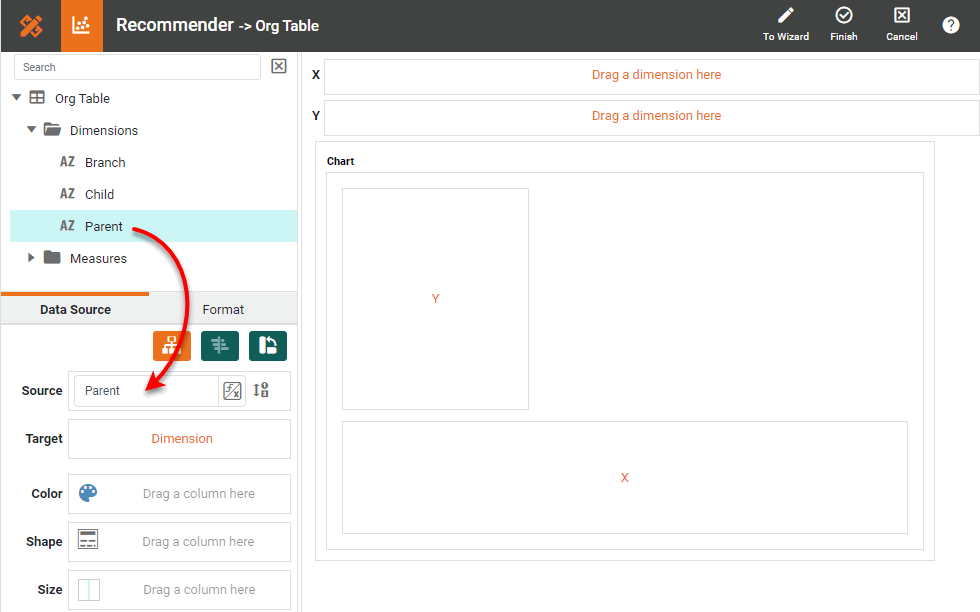 Recommender -> Org Table
To Wizard
Finish
Cancel
?
Search
Org Table
Dimensions
AZ Branch
AZ Child
AZ Parent
Measures
Data Source
Format
Source
Parent
Target
Dimension
Color
Drag a column here
Shape
Drag a column here
Size
Drag a column here
X
Drag a dimension here
Y
Drag a dimension here
Chart
Y
X